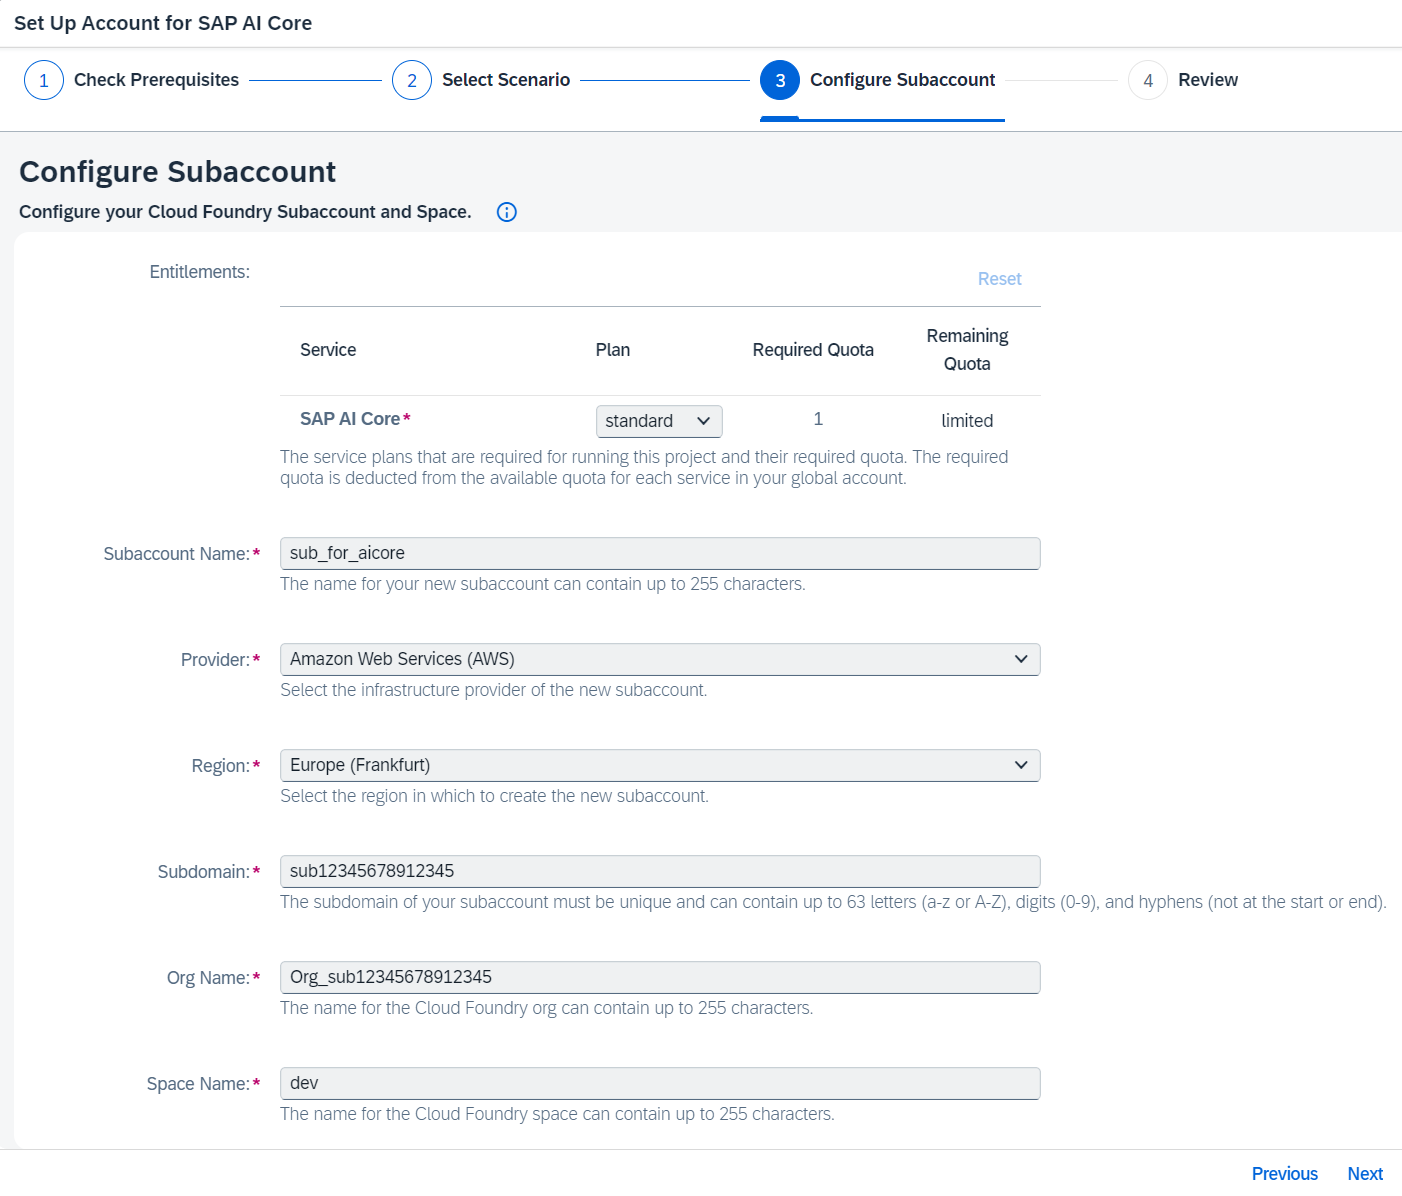 Set Up Account for SAP AI Core
1 Check Prerequisites 2 Select Scenario 3 Configure Subaccount 4 Review
Configure Subaccount
Configure your Cloud Foundry Subaccount and Space.
Entitlements:
Reset
Service Plan Required Quota Remaining Quota
SAP AI Core* standard 1 limited
The service plans that are required for running this project and their required quota. The required
quota is deducted from the available quota for each service in your global account.
Subaccount Name:* sub_for_aicore
The name for your new subaccount can contain up to 255 characters.
Provider:* Amazon Web Services (AWS)
Select the infrastructure provider of the new subaccount.
Region:* Europe (Frankfurt)
Select the region in which to create the new subaccount.
Subdomain:* sub12345678912345
The subdomain of your subaccount must be unique and can contain up to 63 letters (a-z or A-Z), digits (0-9), and hyphens (not at the start or end).
Org Name:* Org_sub12345678912345
The name for the Cloud Foundry org can contain up to 255 characters.
Space Name:* dev
The name for the Cloud Foundry space can contain up to 255 characters.
Previous Next